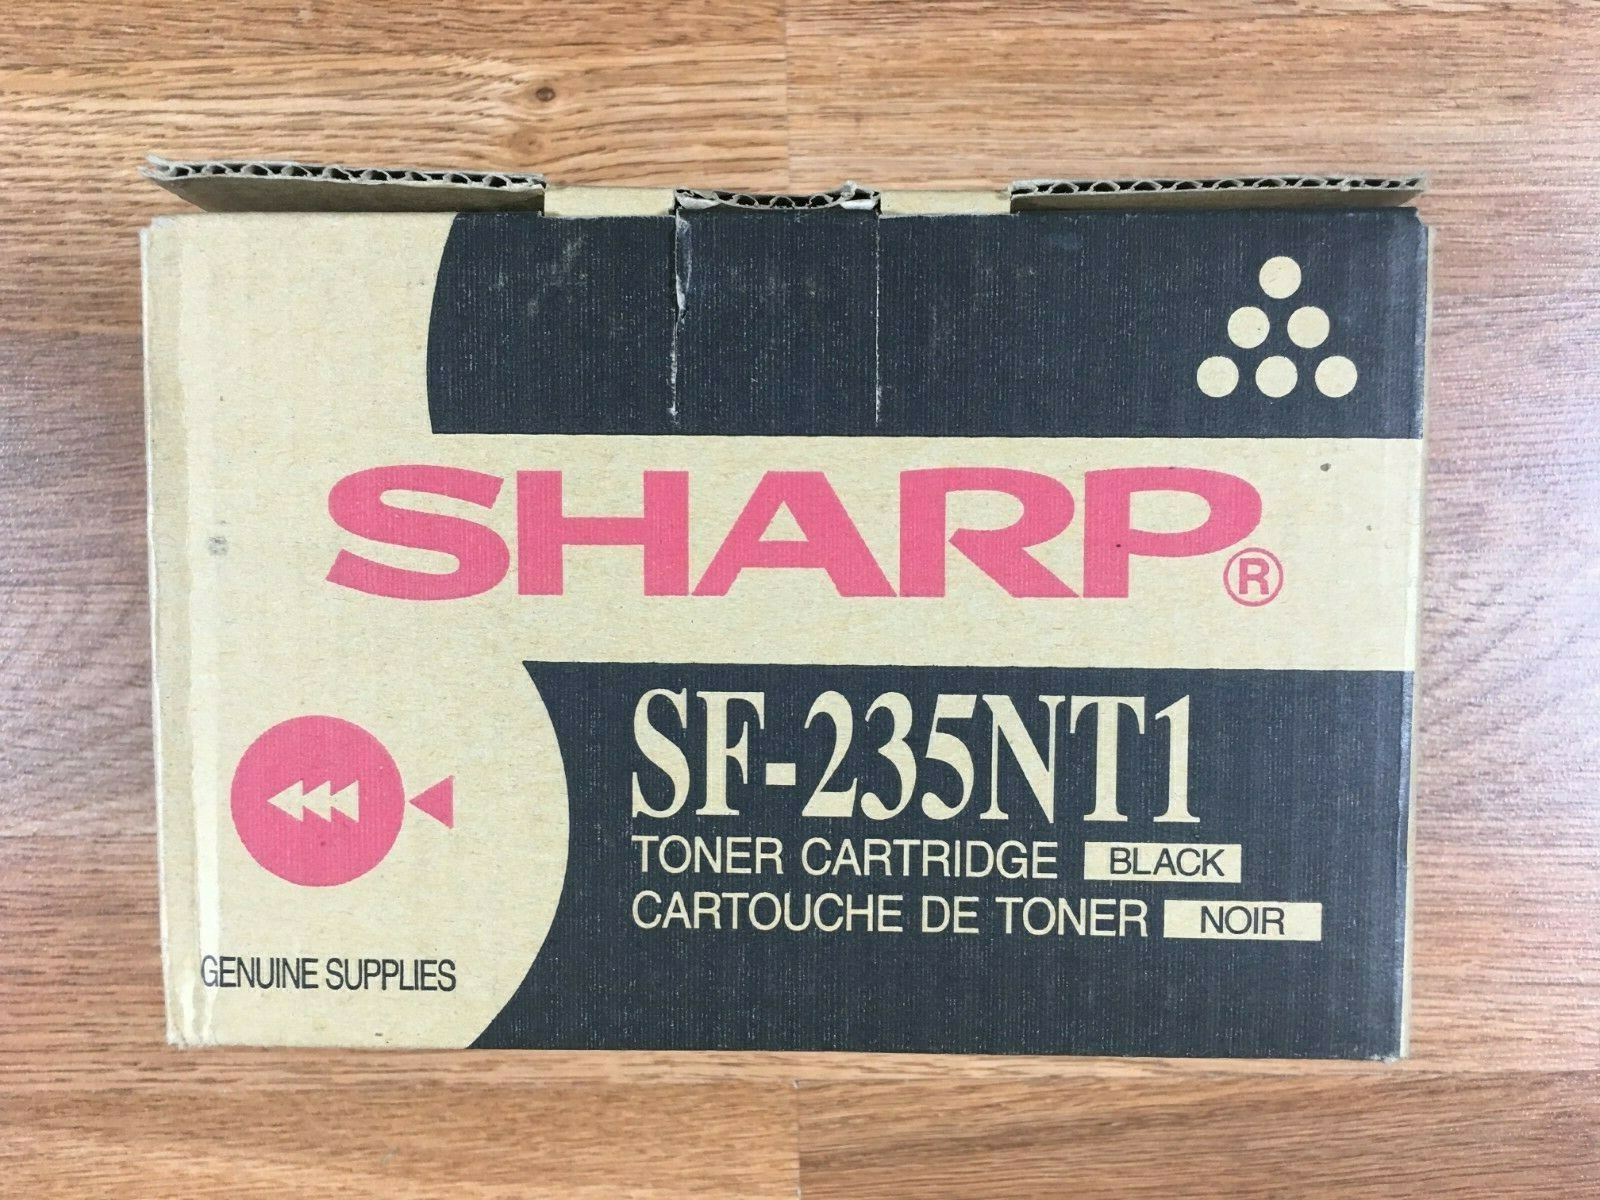 SHARP®
SF-235NT1
TONER CARTRIDGE BLACK
CARTOUCHE DE TONER NOIR
GENUINE SUPPLIES